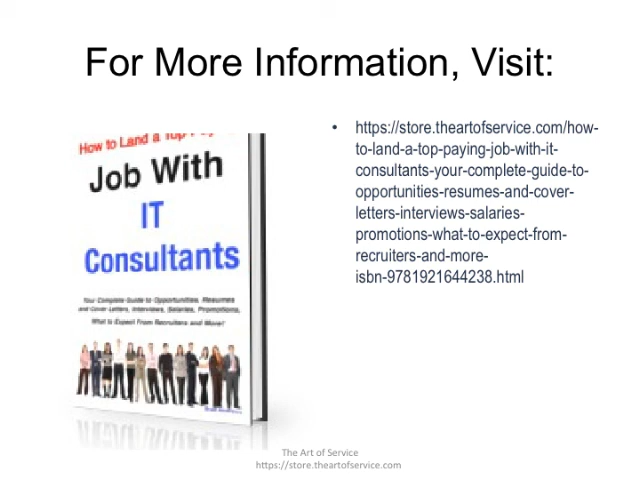 For More Information, Visit:
How to Land a Top-Pay
Job With
IT
Consultants
Your Complete Guide to Opportunities, Resumes
and Cover Letters, Interviews, Salaries, Promotions,
What to Expect From Recruiters and More!
• https://store.theartofservice.com/how-
to-land-a-top-paying-job-with-it-
consultants-your-complete-guide-to-
opportunities-resumes-and-cover-
letters-interviews-salaries-
promotions-what-to-expect-from-
recruiters-and-more-
isbn-9781921644238.html
The Art of Service
https://store.theartofservice.com